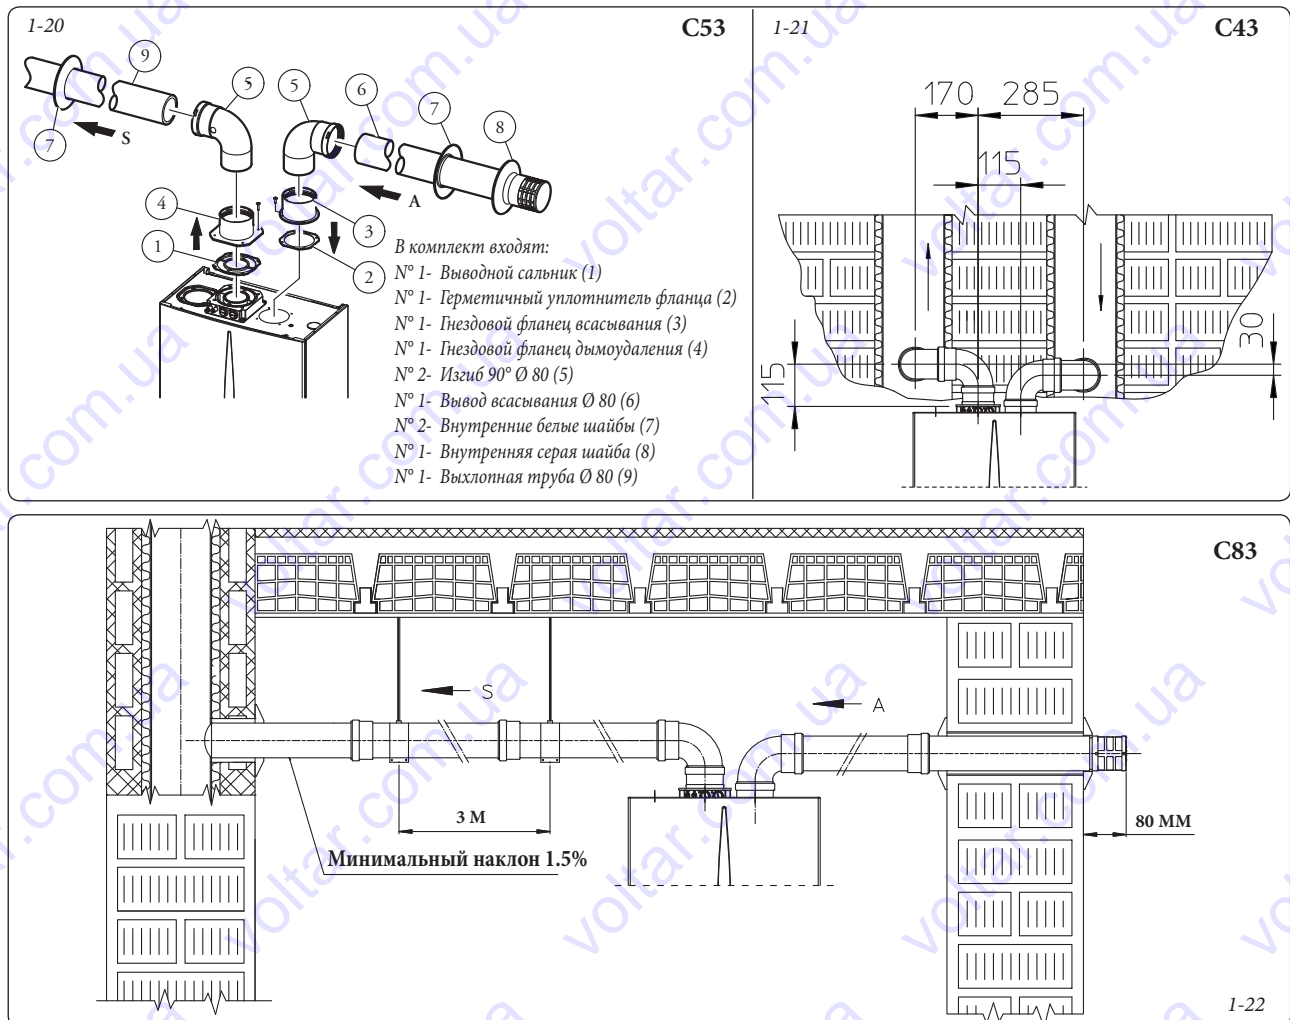 1-20
C53
9
5
5
6
7
8
7
S
A
4
3
1
2
В комплект входят:
N° 1- Выводной сальник (1)
N° 1- Герметичный уплотнитель фланца (2)
N° 1- Гнездовой фланец всасывания (3)
N° 1- Гнездовой фланец дымоудаления (4)
N° 2- Изгиб 90° Ø 80 (5)
N° 1- Вывод всасывания Ø 80 (6)
N° 2- Внутренние белые шайбы (7)
N° 1- Внутренняя серая шайба (8)
N° 1- Выхлопная труба Ø 80 (9)
1-21
C43
170
285
115
30
115
C83
S
A
3 М
80 ММ
Минимальный наклон 1.5%
1-22
voltar.com.ua